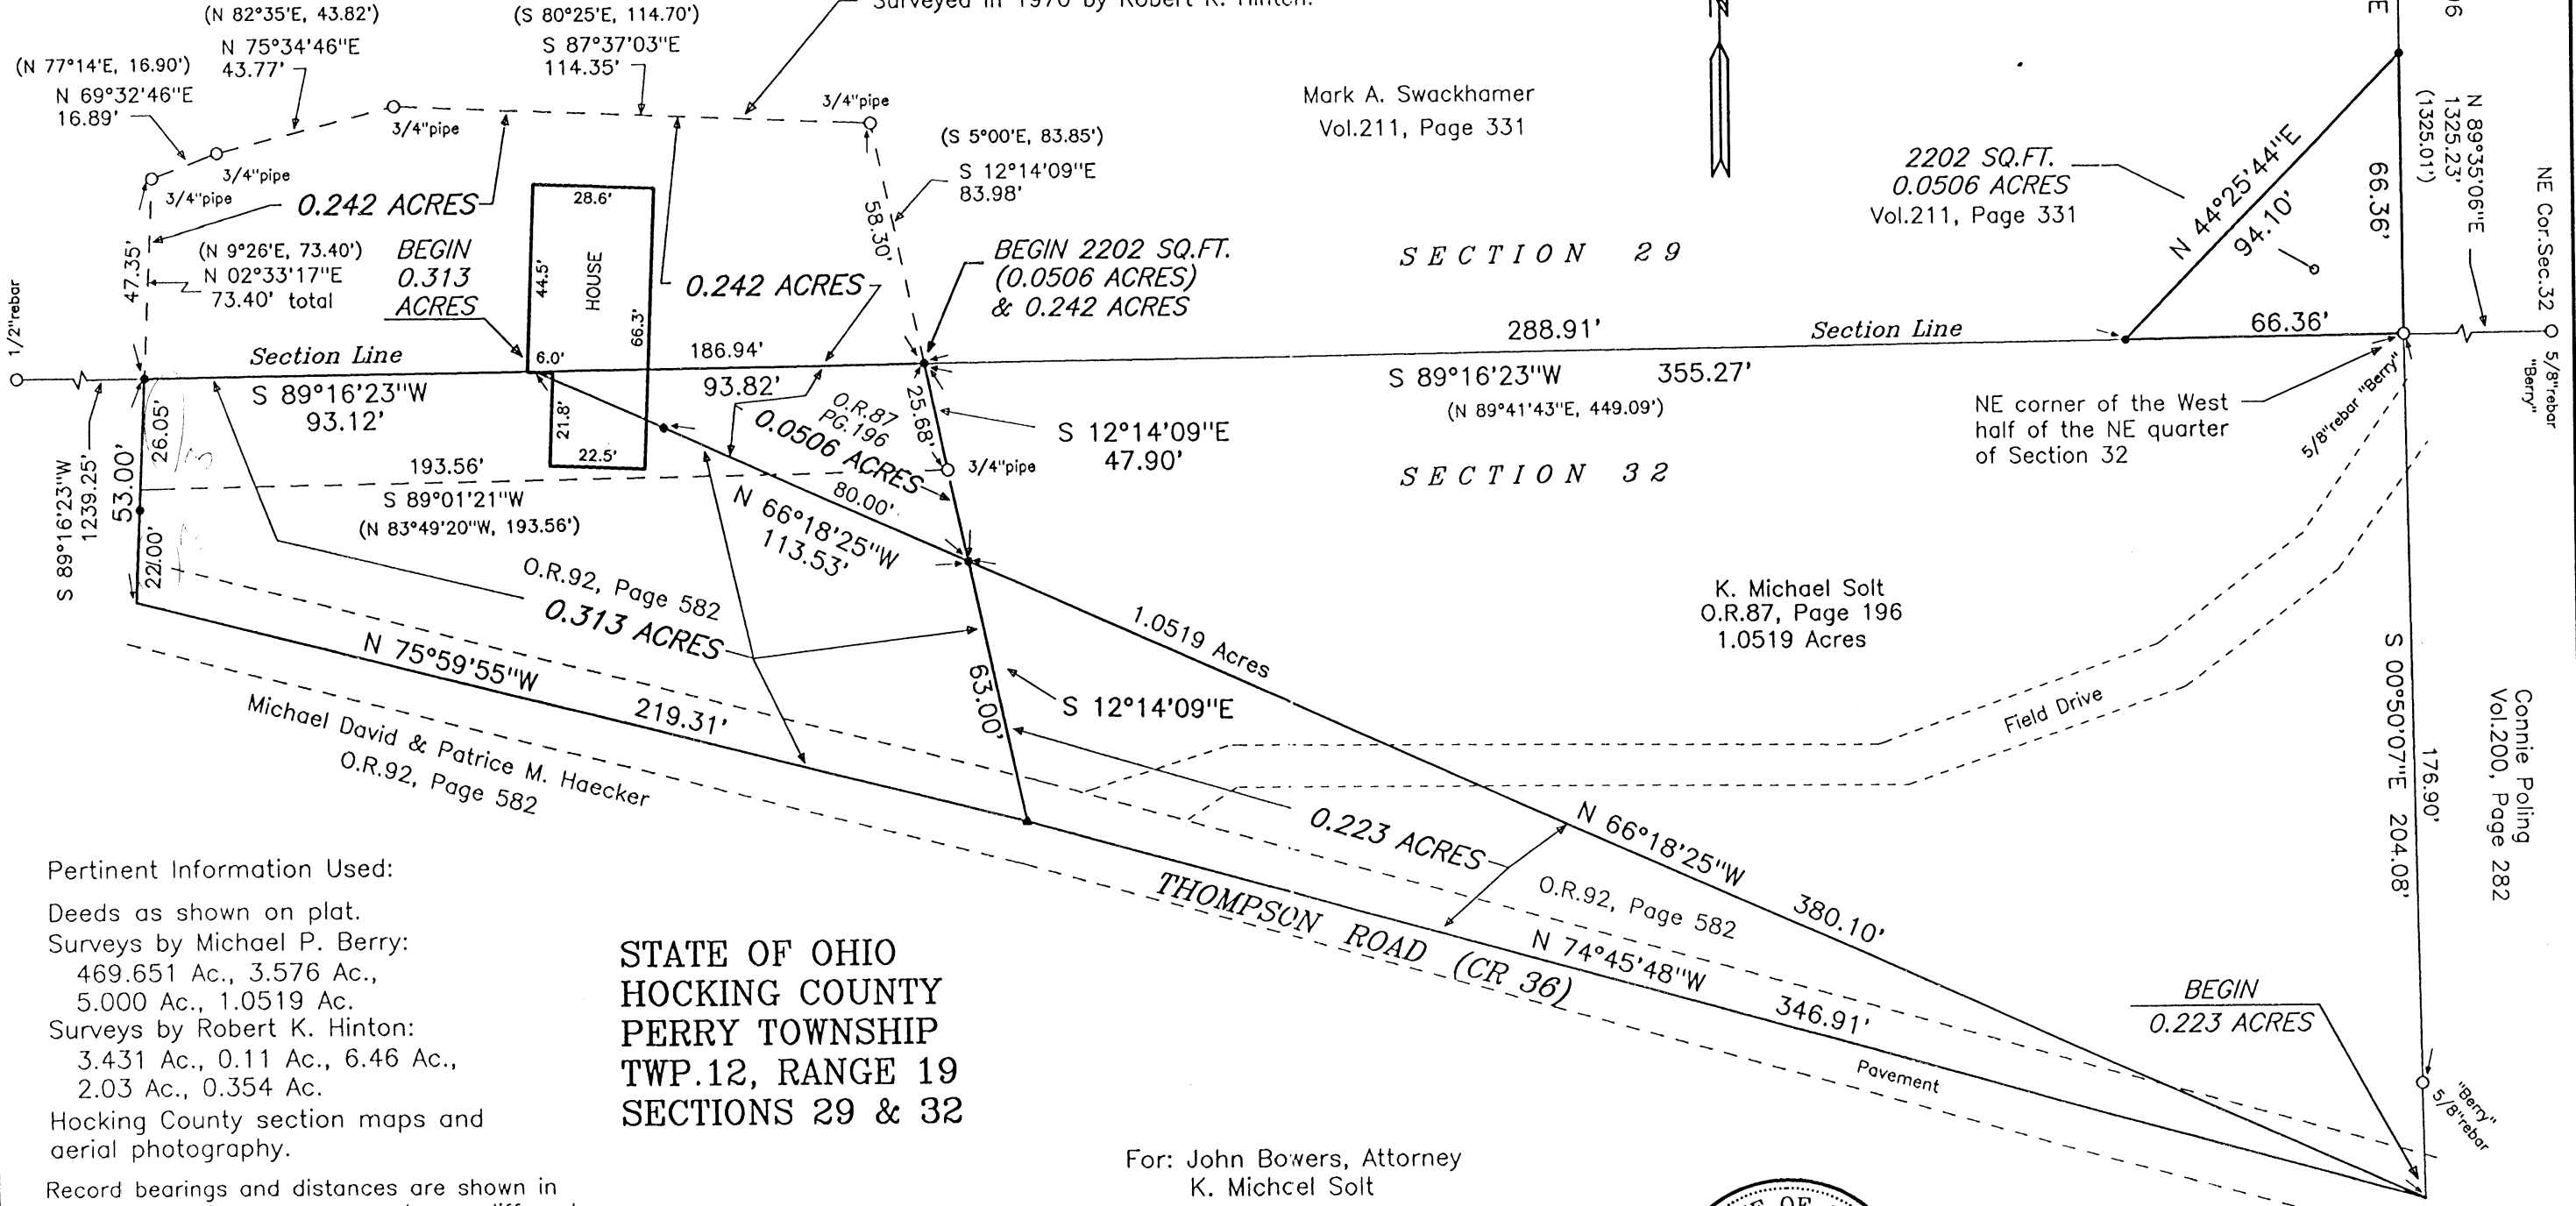 (N 82°35'E, 43.82')
N 75°34'46"E
43.77'
(S 80°25'E, 114.70')
S 87°37'03"E
114.35'
Surveyed in 1970 by Robert K. Hinton.
N
(N 77°14'E, 16.90')
N 69°32'46"E
16.89'
3/4"pipe
3/4"pipe
3/4"pipe
3/4"pipe
(S 5°00'E, 83.85')
S 12°14'09"E
83.98'
58.30'
Mark A. Swackhamer
Vol.211, Page 331
2202 SQ.FT.
0.0506 ACRES
Vol.211, Page 331
N 44°25'44"E
94.10'
66.36'
N 89°35'06"E
1325.23'
(1325.01')
NE Cor.Sec.32
5/8"rebar
"Berry"
0.242 ACRES
47.35'
(N 9°26'E, 73.40')
N 02°33'17"E
73.40' total
BEGIN
0.313
ACRES
28.6'
44.5'
HOUSE
66.3'
6.0'
21.8'
22.5'
0.242 ACRES
BEGIN 2202 SQ.FT.
(0.0506 ACRES)
& 0.242 ACRES
SECTION 29
1/2"rebar
Section Line
186.94'
288.91'
Section Line
66.36'
S 89°16'23"W
93.12'
93.82'
S 89°16'23"W 355.27'
(N 89°41'43"E, 449.09')
O.R.87
PG.196
0.0506 ACRES
25.68'
3/4"pipe
S 12°14'09"E
47.90'
SECTION 32
NE corner of the West
half of the NE quarter
of Section 32
5/8"rebar "Berry"
S 89°16'23"W
1239.25'
53.00'
26.05'
22.00'
193.56'
S 89°01'21"W
(N 83°49'20"W, 193.56')
80.00'
N 66°18'25"W
113.53'
O.R.92, Page 582
0.313 ACRES
N 75°59'55"W
219.31'
Michael David & Patrice M. Haecker
O.R.92, Page 582
63.00'
S 12°14'09"E
1.0519 Acres
K. Michael Solt
O.R.87, Page 196
1.0519 Acres
Field Drive
S 00°50'07"E 204.08'
176.90'
Connie Poling
Vol.200, Page 282
0.223 ACRES
N 66°18'25"W
380.10'
O.R.92, Page 582
THOMPSON ROAD (CR 36)
N 74°45'48"W
346.91'
Pavement
BEGIN
0.223 ACRES
"Berry"
5/8"rebar
Pertinent Information Used:
Deeds as shown on plat.
Surveys by Michael P. Berry:
469.651 Ac., 3.576 Ac.,
5.000 Ac., 1.0519 Ac.
Surveys by Robert K. Hinton:
3.431 Ac., 0.11 Ac., 6.46 Ac.,
2.03 Ac., 0.354 Ac.
Hocking County section maps and
aerial photography.
Record bearings and distances are shown in
STATE OF OHIO
HOCKING COUNTY
PERRY TOWNSHIP
TWP.12, RANGE 19
SECTIONS 29 & 32
For: John Bowers, Attorney
K. Michael Solt
OF